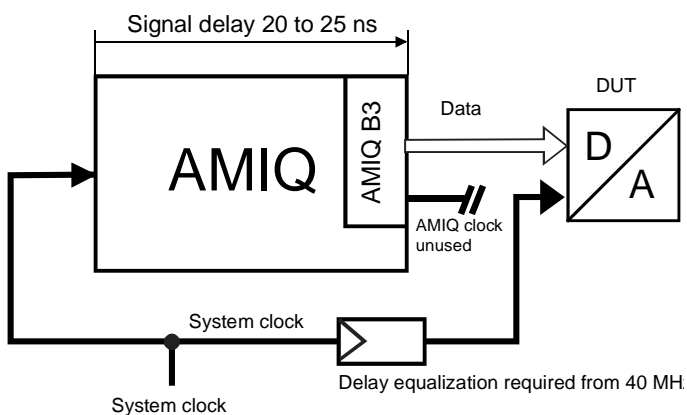 Signal delay 20 to 25 ns
DUT
AMIQ
AMIQ B3
Data
D
A
AMIQ clock
unused
System clock
Delay equalization required from 40 MHz
System clock